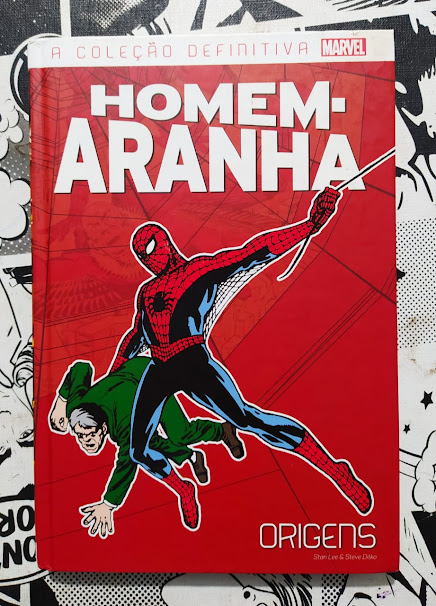 A COLEÇÃO DEFINITIVA MARVEL
HOMEM-
ARANHA
ORIGENS
Stan Lee & Steve Ditko